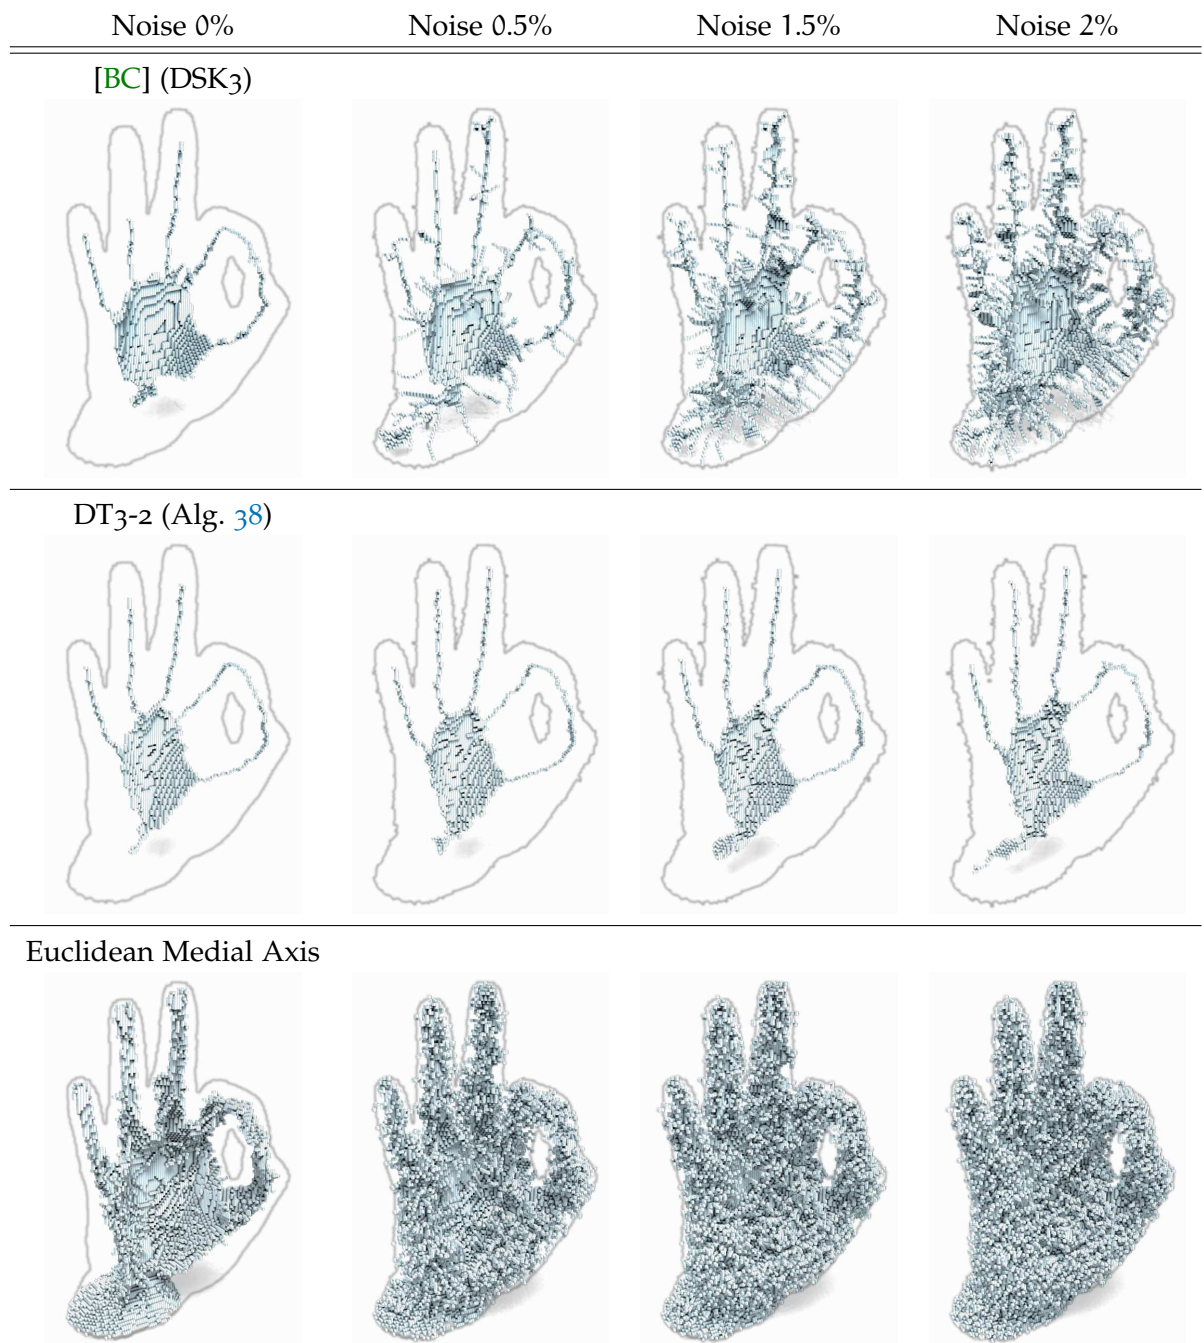 Noise 0% Noise 0.5% Noise 1.5% Noise 2%
[BC] (DSK3)
DT3-2 (Alg. 38)
Euclidean Medial Axis